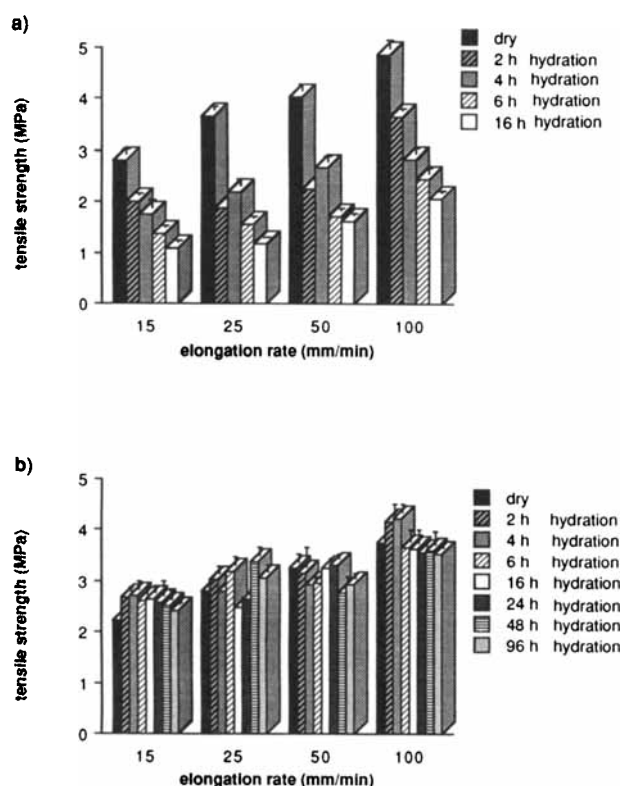 a)
5
4
3
2
1
0
tensile strength (MPa)
15 25 50 100
elongation rate (mm/min)
dry
2 h hydration
4 h hydration
6 h hydration
16 h hydration
b)
5
4
3
2
1
0
tensile strength (MPa)
15 25 50 100
elongation rate (mm/min)
dry
2 h hydration
4 h hydration
6 h hydration
16 h hydration
24 h hydration
48 h hydration
96 h hydration